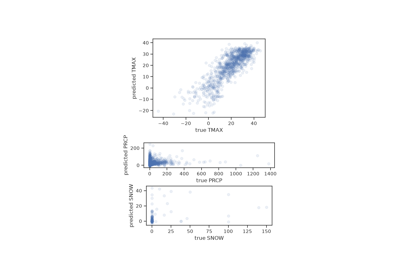 40
30
20
10
0
−10
−20
−40 −20 0 20 40
predicted TMAX
true TMAX
200
0
0 200 400 600 800 1000 1200 1400
predicted PRCP
true PRCP
40
20
0
0 25 50 75 100 125 150
predicted SNOW
true SNOW